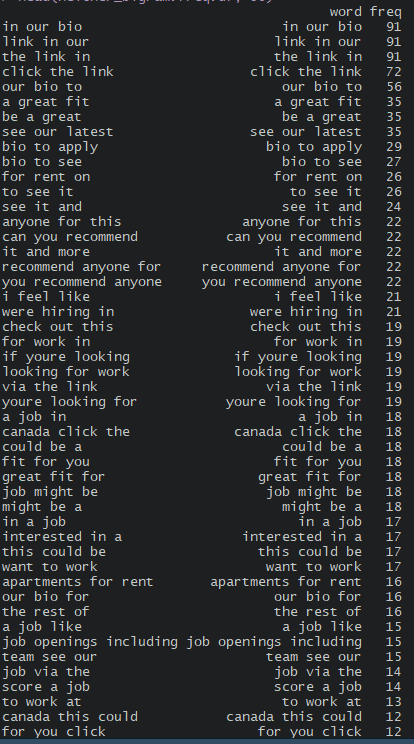 word freq
in our bio in our bio 91
link in our link in our 91
the link in the link in 91
click the link click the link 72
our bio to our bio to 56
a great fit a great fit 35
be a great be a great 35
see our latest see our latest 35
bio to apply bio to apply 29
bio to see bio to see 27
for rent on for rent on 26
to see it to see it 26
see it and see it and 24
anyone for this anyone for this 22
can you recommend can you recommend 22
it and more it and more 22
recommend anyone for recommend anyone for 22
you recommend anyone you recommend anyone 22
i feel like i feel like 21
were hiring in were hiring in 21
check out this check out this 19
for work in for work in 19
if youre looking if youre looking 19
looking for work looking for work 19
via the link via the link 19
youre looking for youre looking for 19
a job in a job in 18
canada click the canada click the 18
could be a could be a 18
fit for you fit for you 18
great fit for great fit for 18
job might be job might be 18
might be a might be a 18
in a job in a job 17
interested in a interested in a 17
this could be this could be 17
want to work want to work 17
apartments for rent apartments for rent 16
our bio for our bio for 16
the rest of the rest of 16
a job like a job like 15
job openings including job openings including 15
team see our team see our 15
job via the job via the 14
score a job score a job 14
to work at to work at 13
canada this could canada this could 12
for you click for you click 12